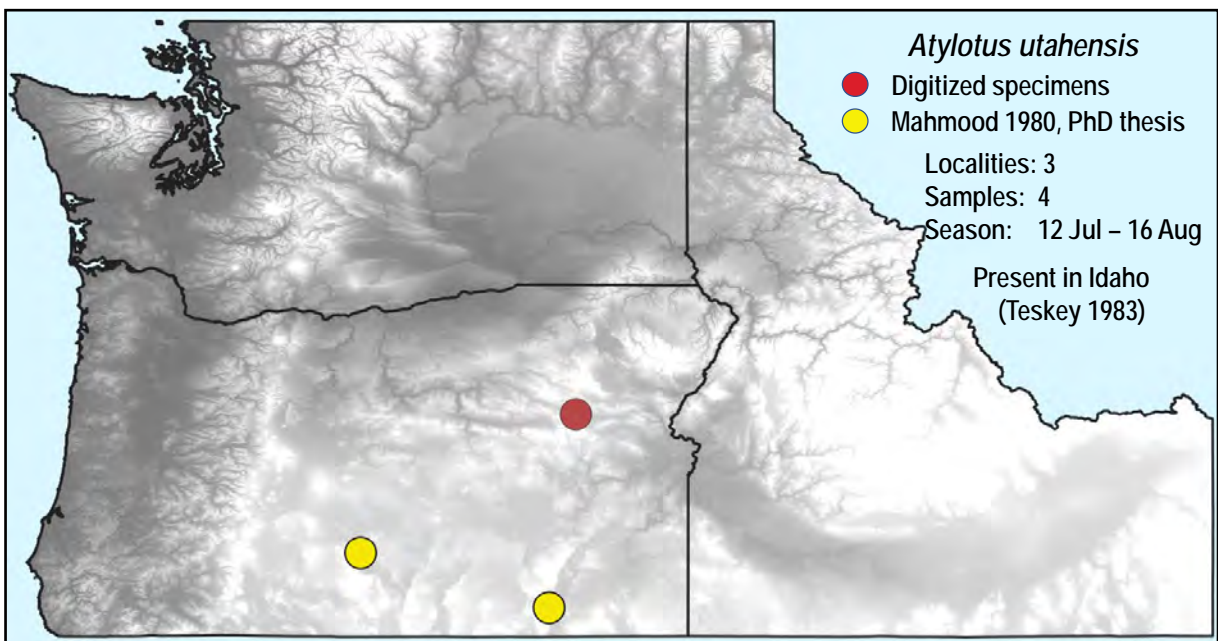 Atylotus utahensis
Digitized specimens
Mahmood 1980, PhD thesis
Localities: 3
Samples: 4
Season: 12 Jul – 16 Aug
Present in Idaho
(Teskey 1983)